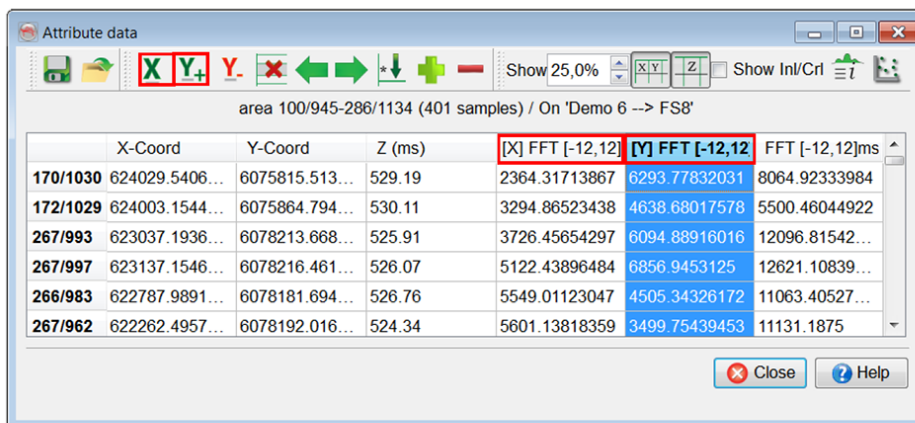 Attribute data
X Y+ Y- Show 25,0% X Y Z Show Inl/Crl
area 100/945-286/1134 (401 samples) / On 'Demo 6 --> FS8'
X-Coord Y-Coord Z (ms) [X] FFT [-12,12] [Y] FFT [-12,12] FFT [-12,12]ms
170/1030 624029.5406... 6075815.513... 529.19 2364.31713867 6293.77832031 8064.92333984
172/1029 624003.1544... 6075864.794... 530.11 3294.86523438 4638.68017578 5500.46044922
267/993 623037.1936... 6078213.668... 525.91 3726.45654297 6094.88916016 12096.81542...
267/997 623137.1546... 6078216.461... 526.07 5122.43896484 6856.9453125 12621.10839...
266/983 622787.9891... 6078181.694... 526.76 5549.01123047 4505.34326172 11063.40527...
267/962 622262.4957... 6078192.016... 524.34 5601.13818359 3499.75439453 11131.1875
Close Help